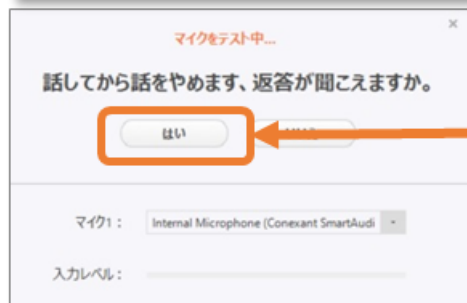 マイクをテスト中...
話してから話をやめます、返答が聞こえますか。
はい
マイク1：
Internal Microphone (Conexant SmartAudi
入力レベル：